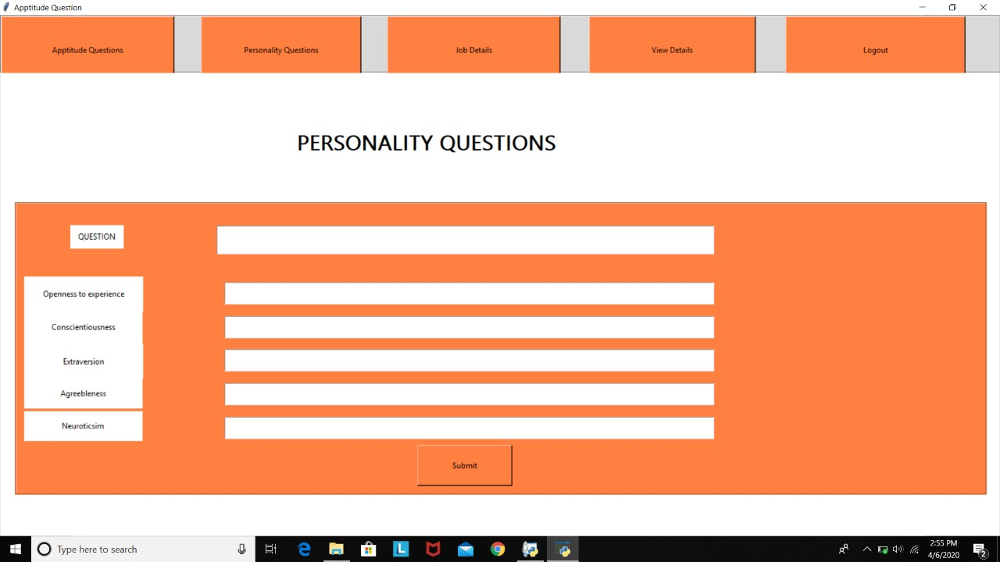 Apptitude Question
Apptitude Questions
Personality Questions
Job Details
View Details
Logout
PERSONALITY QUESTIONS
QUESTION
Openness to experience
Conscientiousness
Extraversion
Agreebleness
Neuroticsim
Submit
Type here to search
L
2:55 PM
4/6/2020
2